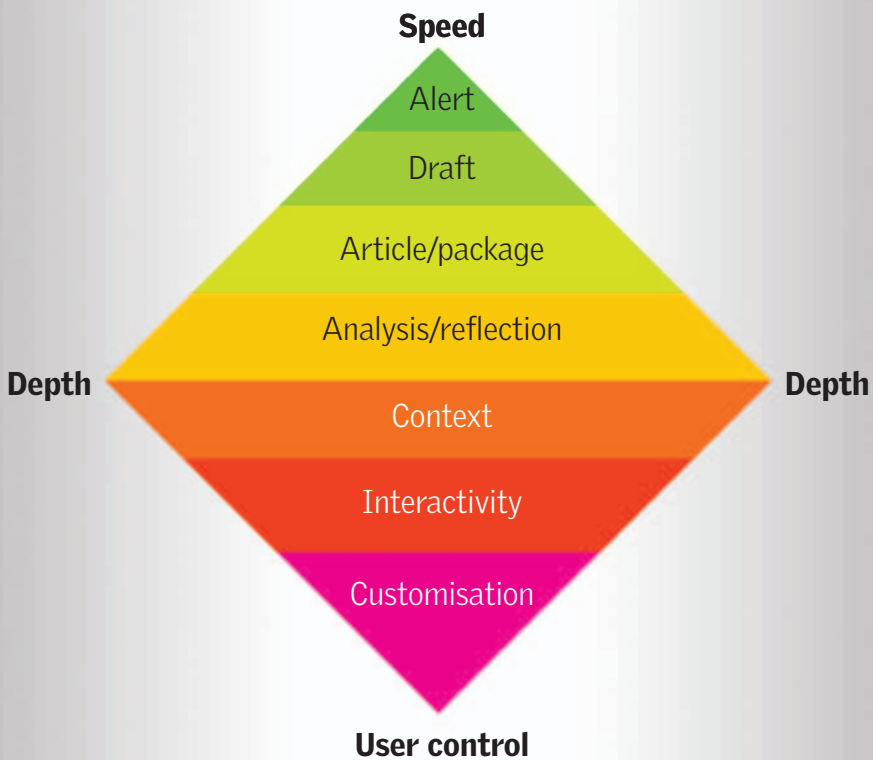 Speed
Alert
Draft
Article/package
Analysis/reflection
Depth
Depth
Context
Interactivity
Customisation
User control